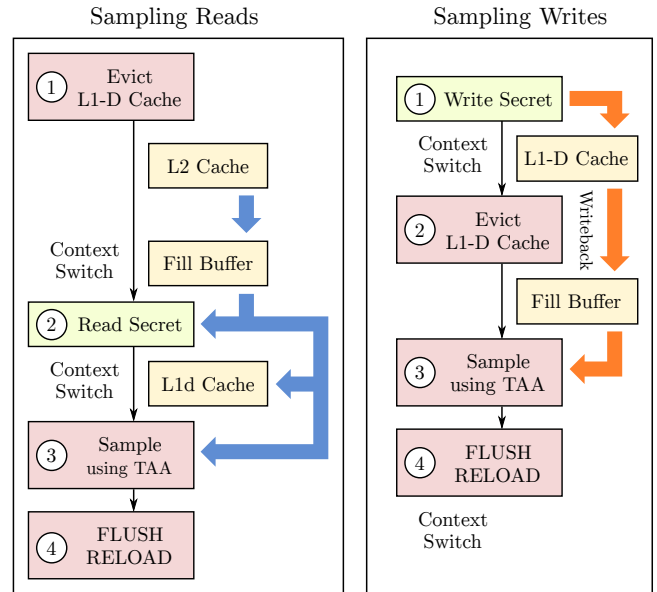 Sampling Reads
1
Evict
L1-D Cache
L2 Cache
Context
Switch
Fill Buffer
2 Read Secret
Context
Switch
L1d Cache
3
Sample
using TAA
4
FLUSH
RELOAD
Sampling Writes
1 Write Secret
Context
Switch
L1-D Cache
2
Evict
L1-D Cache
Writeback
Fill Buffer
3
Sample
using TAA
4
FLUSH
RELOAD
Context
Switch